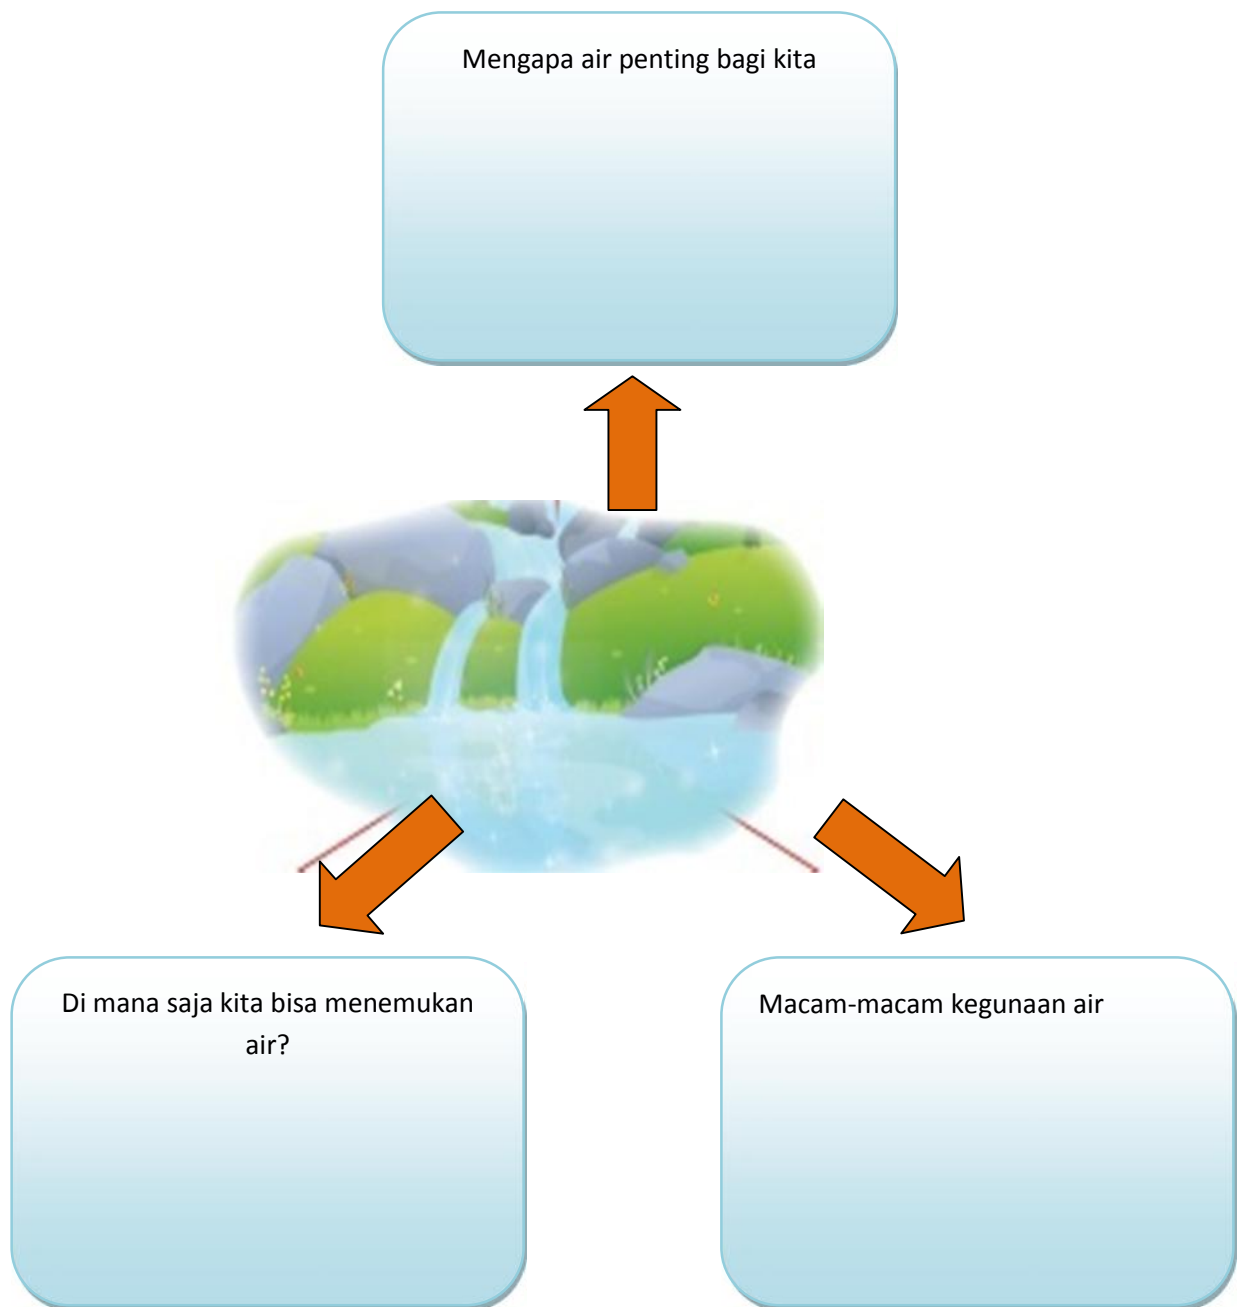 Mengapa air penting bagi kita
Di mana saja kita bisa menemukan
air?
Macam-macam kegunaan air